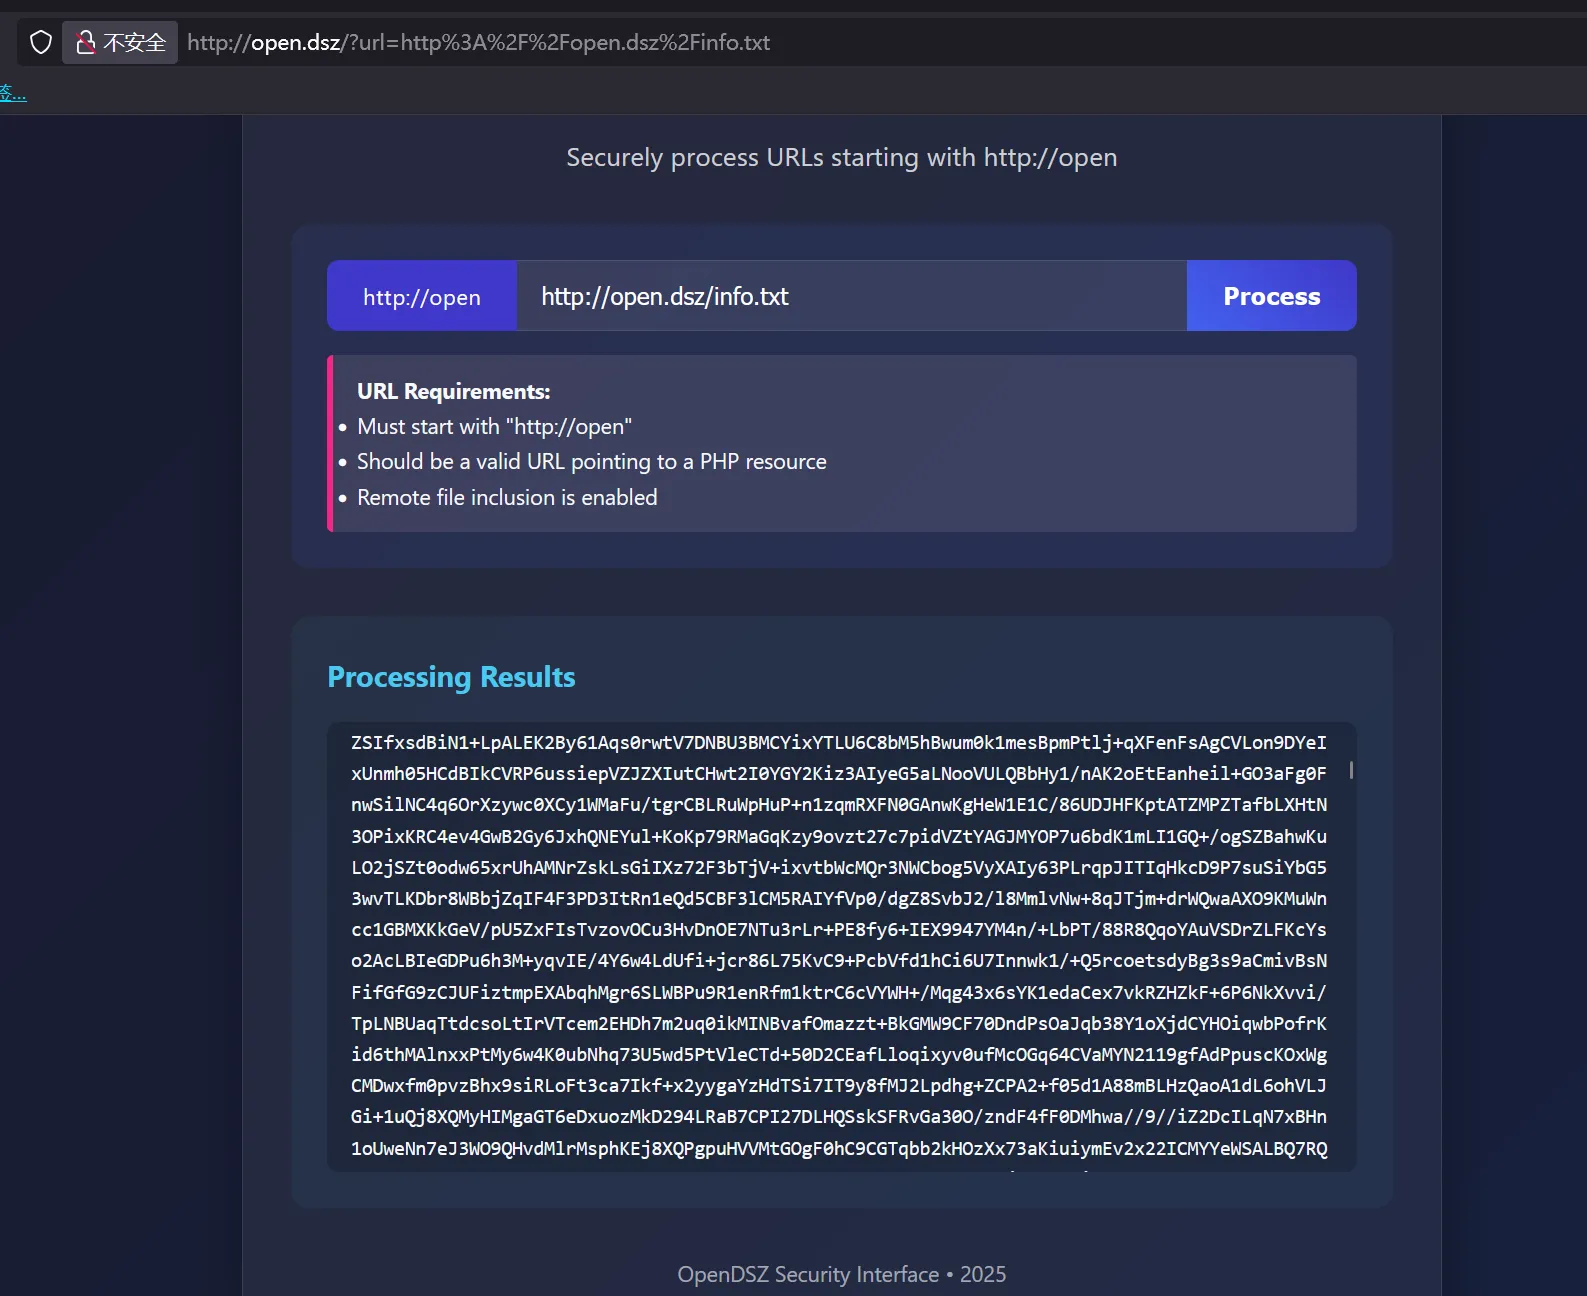 不安全 http://open.dsz/?url=http%3A%2F%2Fopen.dsz%2Finfo.txt
签...
Securely process URLs starting with http://open
http://open http://open.dsz/info.txt Process
URL Requirements:
• Must start with "http://open"
• Should be a valid URL pointing to a PHP resource
• Remote file inclusion is enabled
Processing Results
ZSIfxsdBiN1+LpALEK2By61Aqs0rwtV7DNBU3BMCYixYTLU6C8bM5hBwum0k1mesBpmPtlj+qXFenFsAgCVLon9DYeI
xUnmh05HCdBIkCVRP6ussiepVZJZXIutCHwt2I0YGY2Kiz3AIyeG5aLNooVULQBbHy1/nAK2oEtEanheil+GO3aFg0F
nwSilNC4q6OrXzywc0XCy1WMaFu/tgrCBLRuWpHuP+n1zqmRXFN0GAnwKgHeW1E1C/86UDJHFKptATZMPZTafbLXHtN
3OPixKRC4ev4GwB2Gy6JxhQNEYul+KoKp79RMaGqKzy9ovzt27c7pidVZtYAGJMYOP7u6bdK1mLI1GQ+/ogSZBahwKu
LO2jSZt0odw65xrUhAMNrZskLsGiIXz72F3bTjV+ixvtbWcMQr3NWCbog5VyXAIy63PLrqpJITIqHkcD9P7suSiYbG5
3wvTLKDbr8WBbjZqIF4F3PD3ItRn1eQd5CBF3lCM5RAIYfVp0/dgZ8SvbJ2/l8MmlvNw+8qJTjm+drWQwaAXO9KMuWn
cc1GBMXKkGeV/pU5ZxFIsTvzovOCu3HvDnOE7NTu3rLr+PE8fy6+IEX9947YM4n/+LbPT/88R8QqoYAuVSDrZLFKcYs
o2AcLBIeGDPu6h3M+yqvIE/4Y6w4LdUfi+jcr86L75KvC9+PcbVfd1hCi6U7Innwk1/+Q5rcoetsdyBg3s9aCmivBsN
FifGfG9zCJUFiztmpEXAbqhMgr6SLWBPu9R1enRfm1ktrC6cVYWH+/Mqg43x6sYK1edaCex7vkRZHZkF+6P6NkXvvi/
TpLNBUaqTtdcsoLtIrVTcem2EHDh7m2uq0ikMINBvafOmazzt+BkGMW9CF70DndPsOaJqb38Y1oXjdCYHOiqwbPofrK
id6thMAlnxxPtMy6w4K0ubNhq73U5wd5PtVleCTd+50D2CEafLloqixyv0ufMcOGq64CVaMYN2119gfAdPpuscKOxWg
CMDwxfm0pvzBhx9siRLoFt3ca7Ikf+x2yygaYzHdTSi7IT9y8fMJ2Lpdhg+ZCPA2+f05d1A88mBLHzQaoA1dL6ohVLJ
Gi+1uQj8XQMyHIMgaGT6eDxuozMkD294LRaB7CPI27DLHQSskSFRvGa30O/zndF4fF0DMhwa//9//iZ2DcILqN7xBHn
1oUweNn7eJ3WO9QHvdMlrMsphKEj8XQPgpuHVVMtGOgF0hC9CGTqbb2kHOzXx73aKiuiymEv2x22ICMYYeWSALBQ7RQ
OpenDSZ Security Interface • 2025